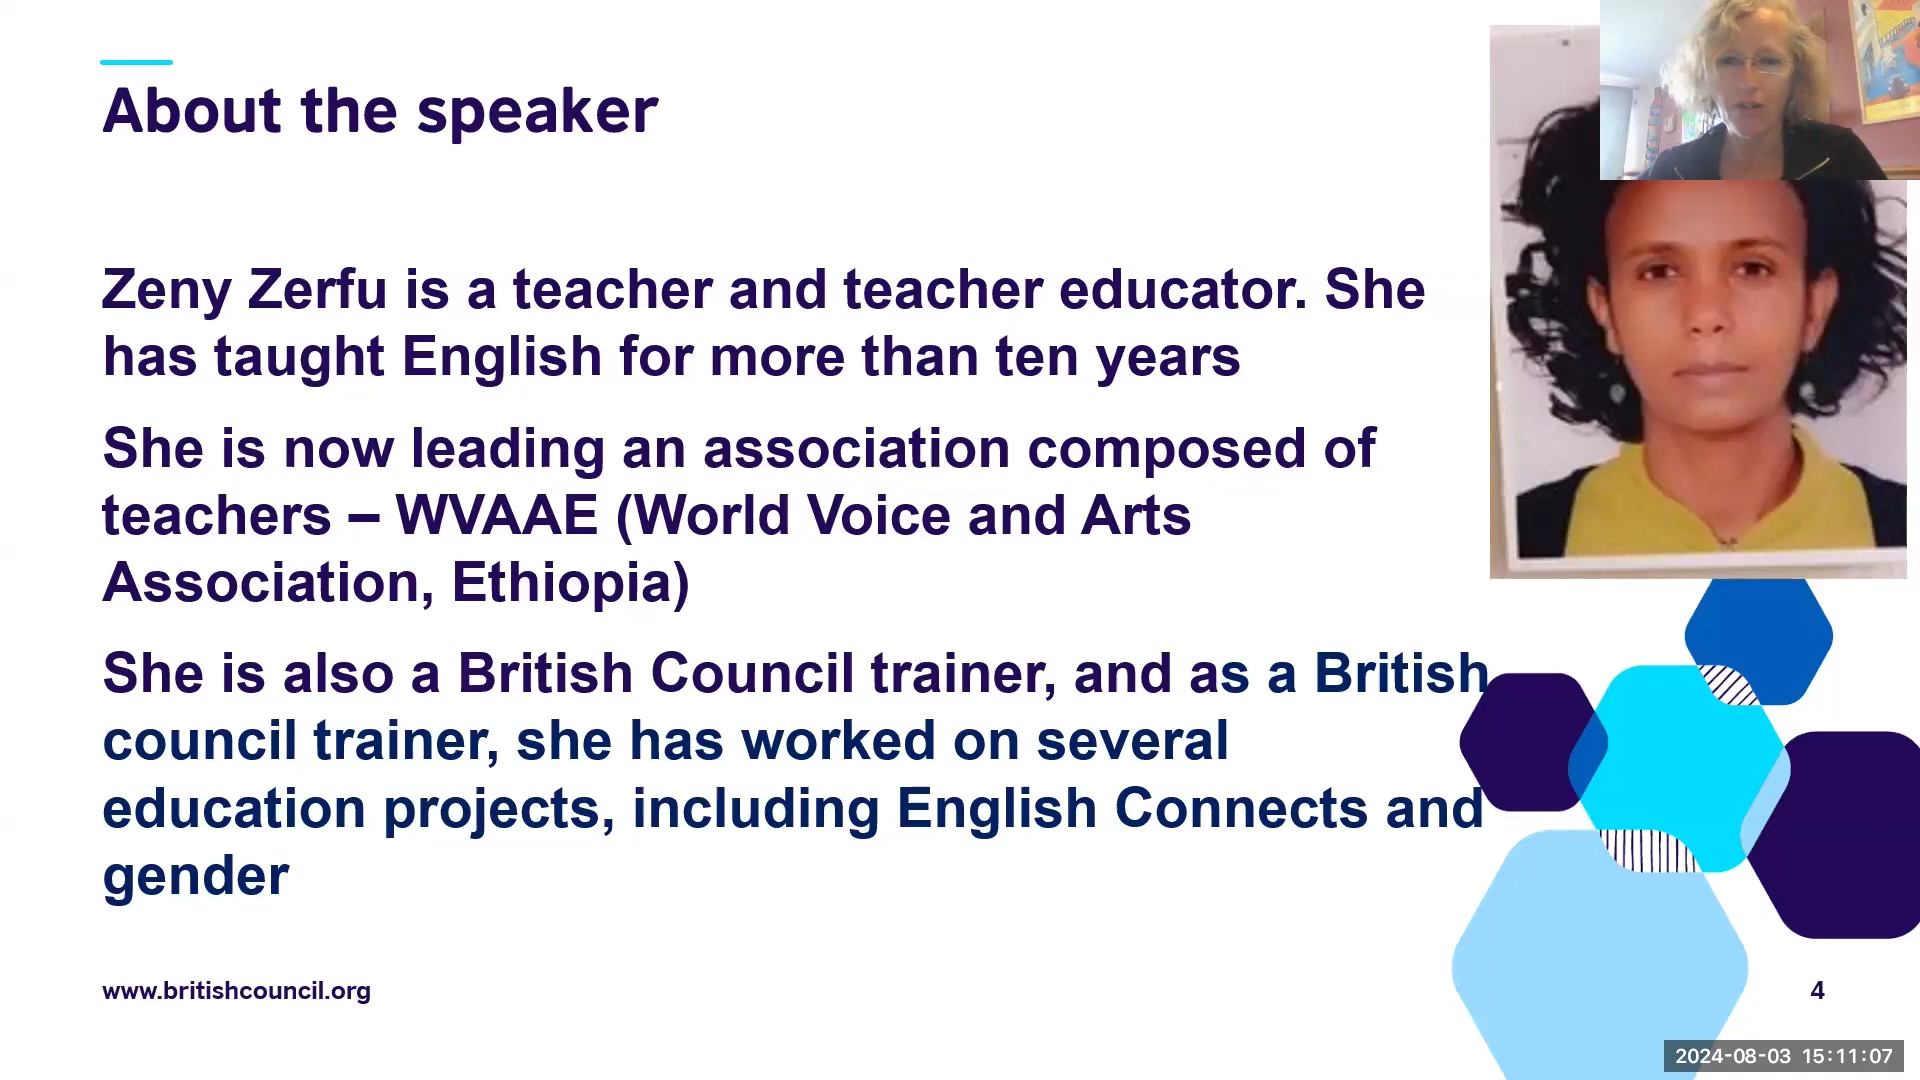 About the speaker
Zeny Zerfu is a teacher and teacher educator. She
has taught English for more than ten years
She is now leading an association composed of
teachers – WVAAE (World Voice and Arts
Association, Ethiopia)
She is also a British Council trainer, and as a British
council trainer, she has worked on several
education projects, including English Connects and
gender
www.britishcouncil.org
4
2024-08-03 15:11:07